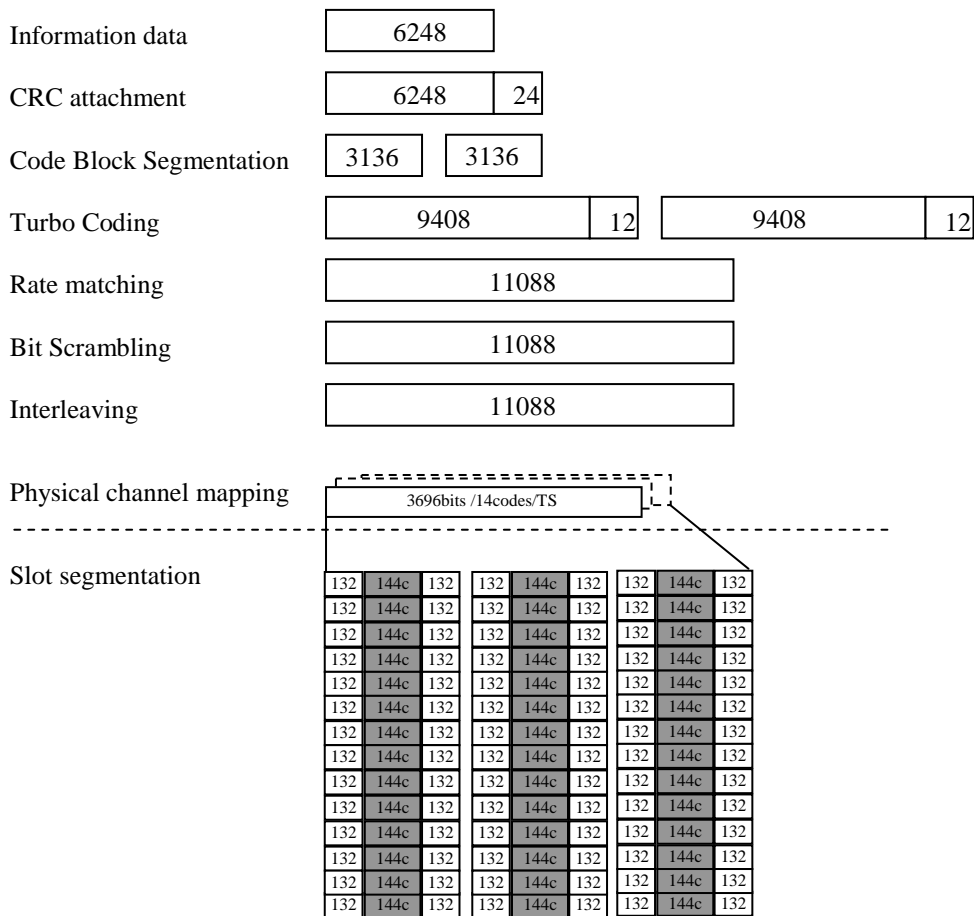 Information data 6248
CRC attachment 6248 24
Code Block Segmentation 3136 3136
Turbo Coding 9408 12 9408 12
Rate matching 11088
Bit Scrambling 11088
Interleaving 11088
Physical channel mapping 3696bits /14codes/TS
Slot segmentation
132 144c 132 132 144c 132 132 144c 132
132 144c 132 132 144c 132 132 144c 132
132 144c 132 132 144c 132 132 144c 132
132 144c 132 132 144c 132 132 144c 132
132 144c 132 132 144c 132 132 144c 132
132 144c 132 132 144c 132 132 144c 132
132 144c 132 132 144c 132 132 144c 132
132 144c 132 132 144c 132 132 144c 132
132 144c 132 132 144c 132 132 144c 132
132 144c 132 132 144c 132 132 144c 132
132 144c 132 132 144c 132 132 144c 132
132 144c 132 132 144c 132 132 144c 132
132 144c 132 132 144c 132 132 144c 132
132 144c 132 132 144c 132 132 144c 132